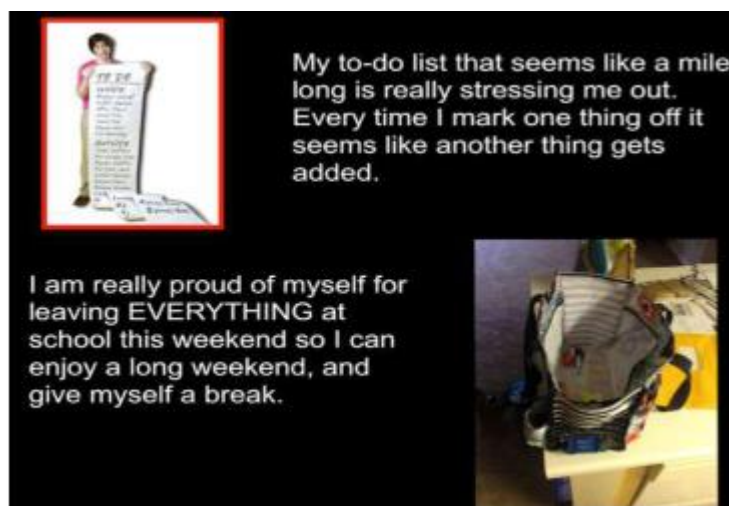 TO DO
My to-do list that seems like a mile
long is really stressing me out.
Every time I mark one thing off it
seems like another thing gets
added.
I am really proud of myself for
leaving EVERYTHING at
school this weekend so I can
enjoy a long weekend, and
give myself a break.